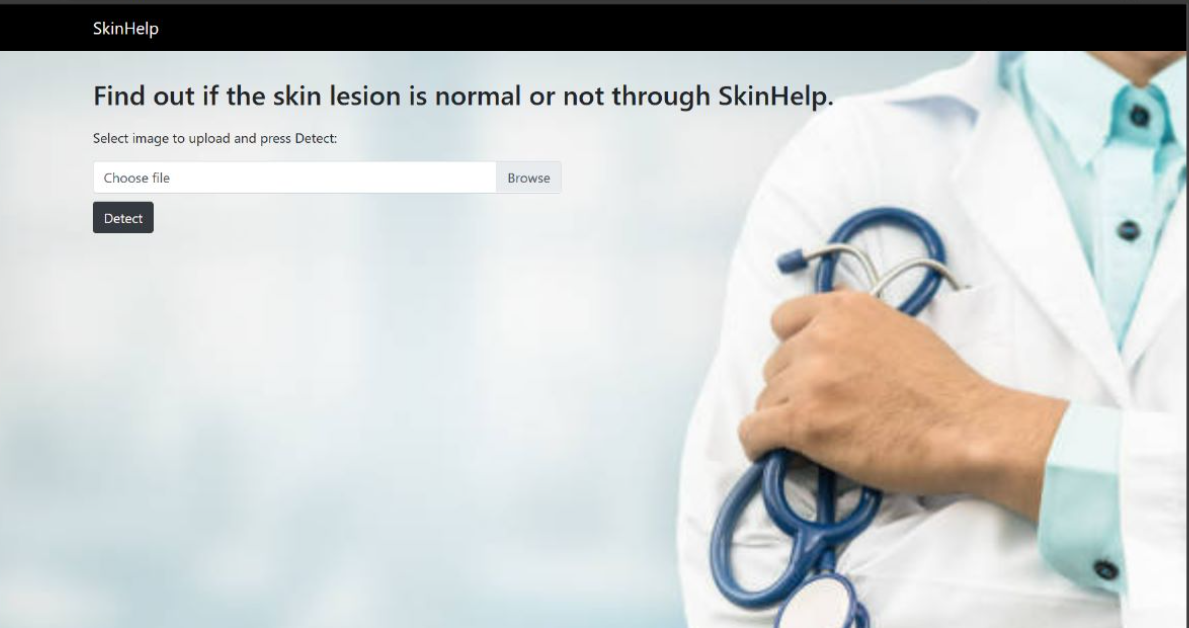 SkinHelp
Find out if the skin lesion is normal or not through SkinHelp.
Select image to upload and press Detect:
Choose file Browse
Detect